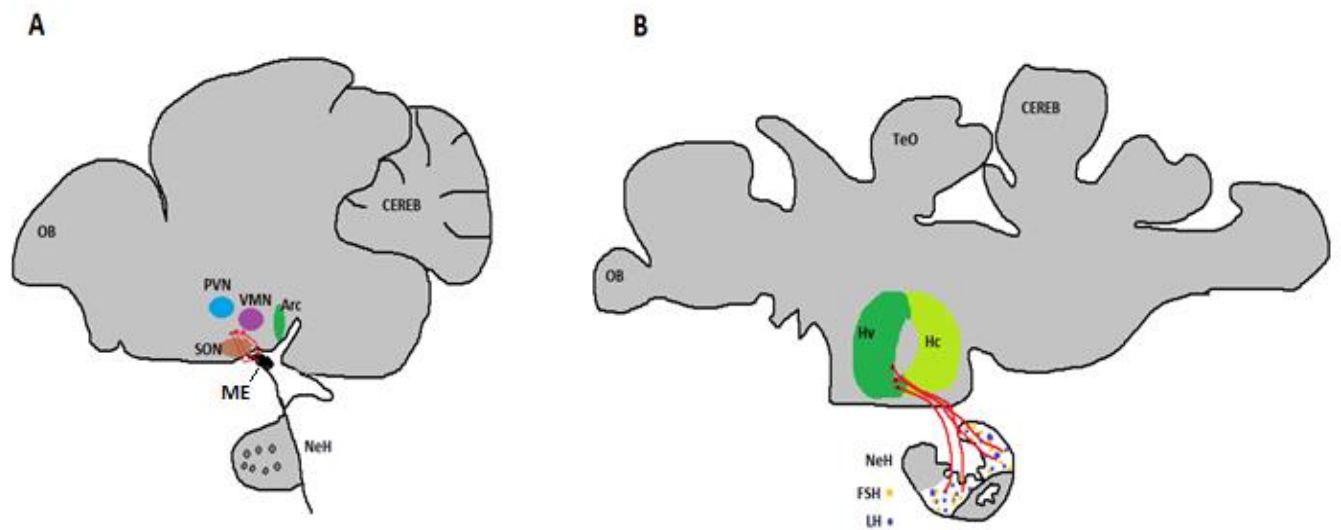 A
OB
CEREB
PVN
VMN
Arc
SON
ME
NeH
B
CEREB
TeO
OB
Hv
Hc
NeH
FSH
LH